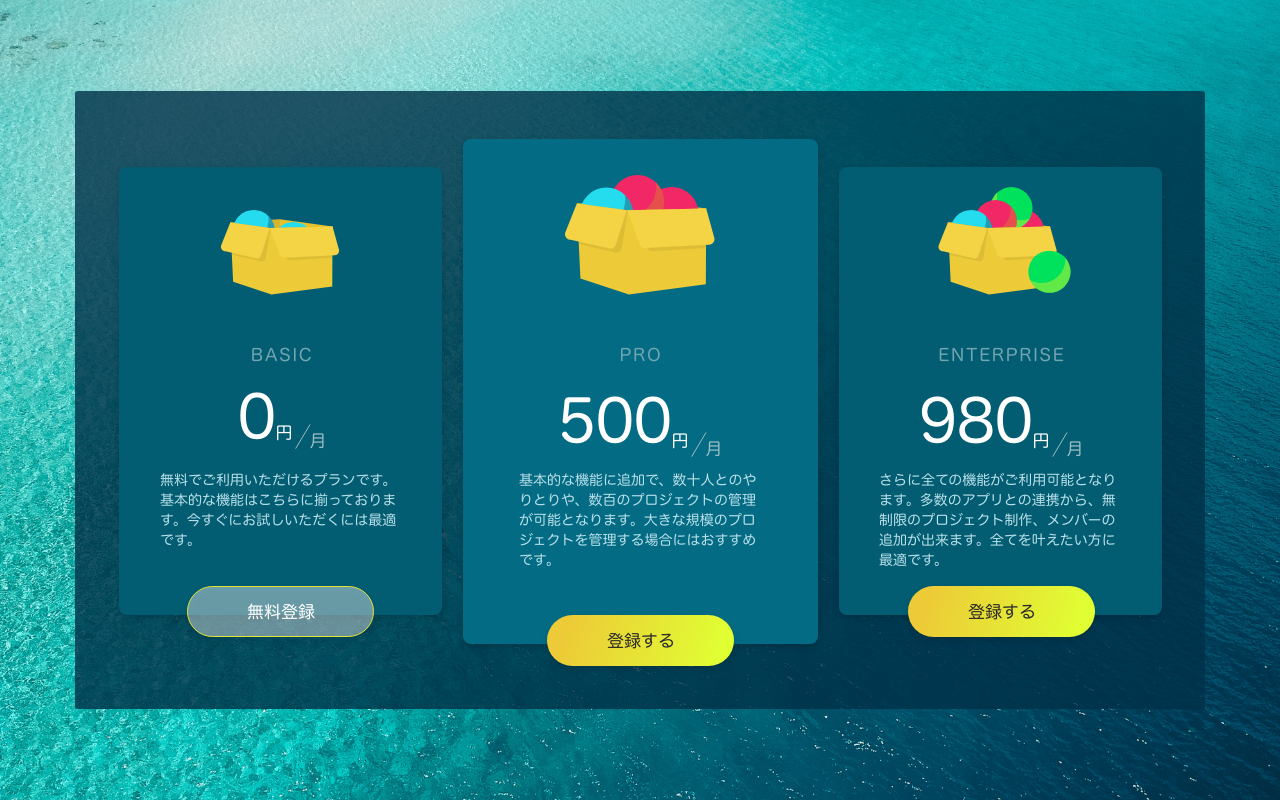 BASIC
0円／月
無料でご利用いただけるプランです。
基本的な機能はこちらに揃っておりま
す。今すぐにお試しいただくには最適
です。
無料登録
PRO
500円／月
基本的な機能に追加で、数十人とのや
りとりや、数百のプロジェクトの管理
が可能となります。大きな規模のプロ
ジェクトを管理する場合にはおすすめ
です。
登録する
ENTERPRISE
980円／月
さらに全ての機能がご利用可能となり
ます。多数のアプリとの連携から、無
制限のプロジェクト制作、メンバーの
追加が出来ます。全てを叶えたい方に
最適です。
登録する